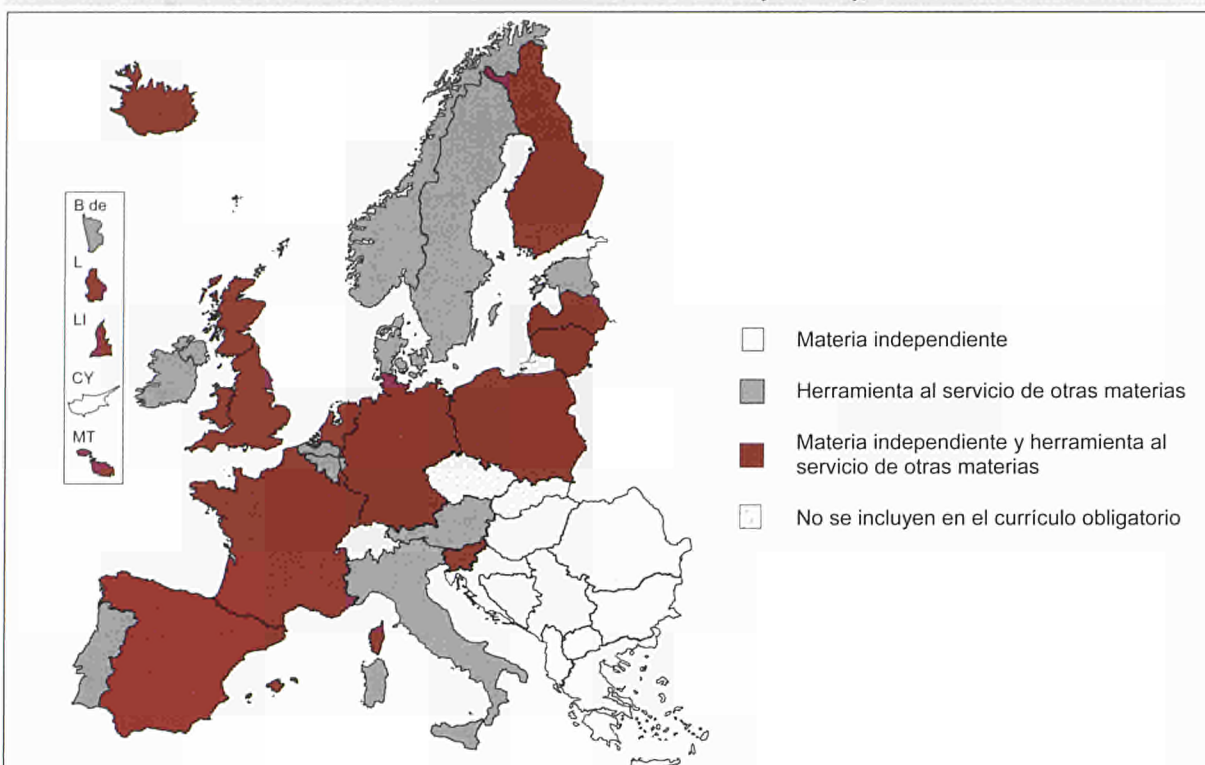 B de
L
LI
CY
MT
Materia independiente
Herramienta al servicio de otras materias
Materia independiente y herramienta al
servicio de otras materias
No se incluyen en el currículo obligatorio